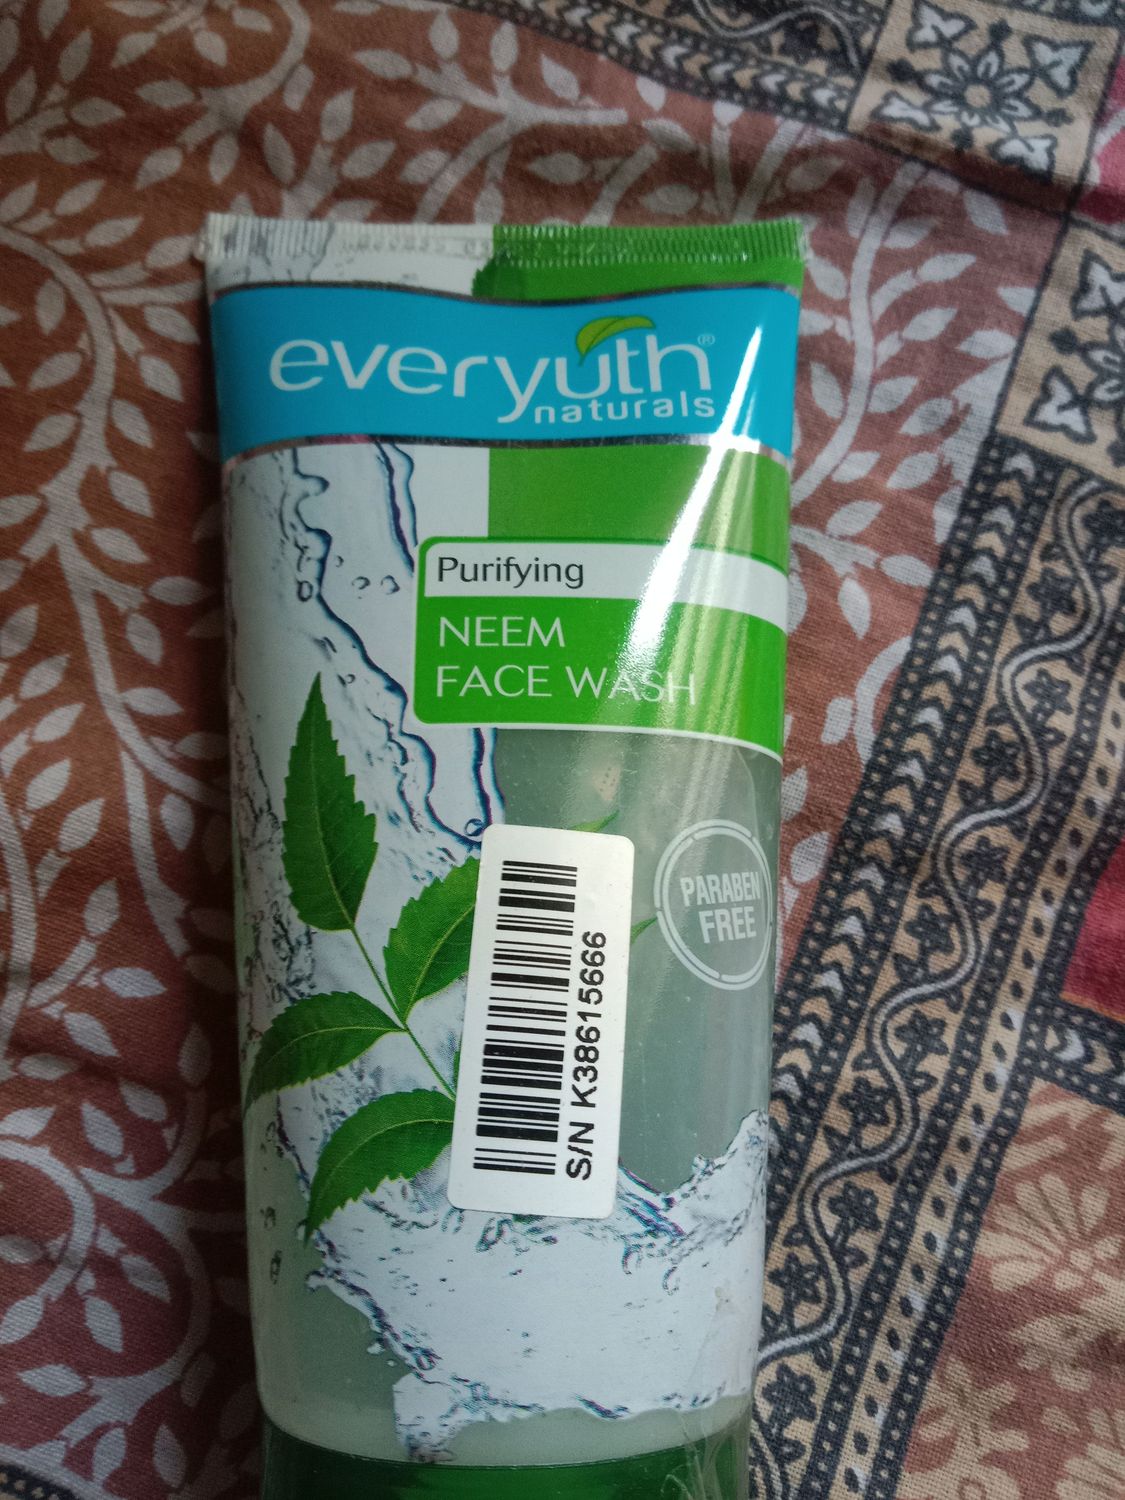 everyuth®
naturals
Purifying
NEEM
FACE WASH
PARABEN
FREE
S/N K38615666